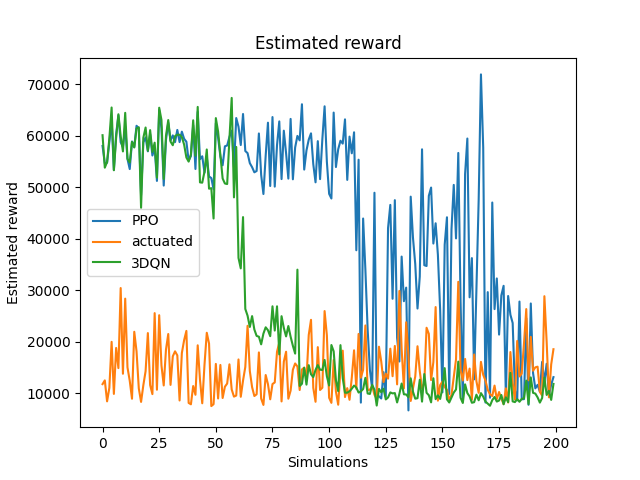 Estimated reward
70000
60000
50000
40000
30000
20000
10000
Estimated reward
PPO
actuated
3DQN
0 25 50 75 100 125 150 175 200
Simulations